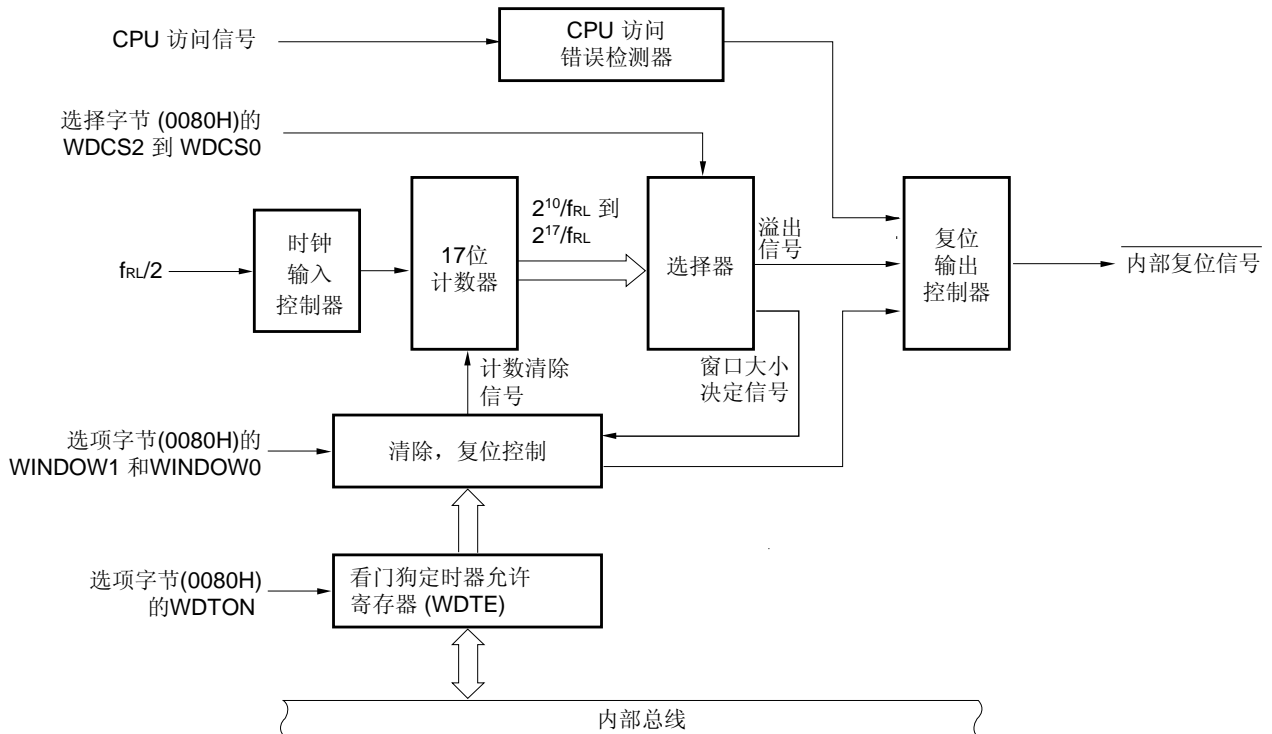 CPU 访问信号
CPU 访问
错误检测器
选择字节 (0080H)的
WDCS2 到 WDCS0
fRL/2
时钟
输入
控制器
17位
计数器
2¹⁰/fRL 到
2¹⁷/fRL
选择器
溢出
信号
复位
输出
控制器
内部复位信号
计数清除
信号
窗口大小
决定信号
选项字节(0080H)的
WINDOW1 和WINDOW0
清除，复位控制
选项字节(0080H)
的WDTON
看门狗定时器允许
寄存器 (WDTE)
内部总线